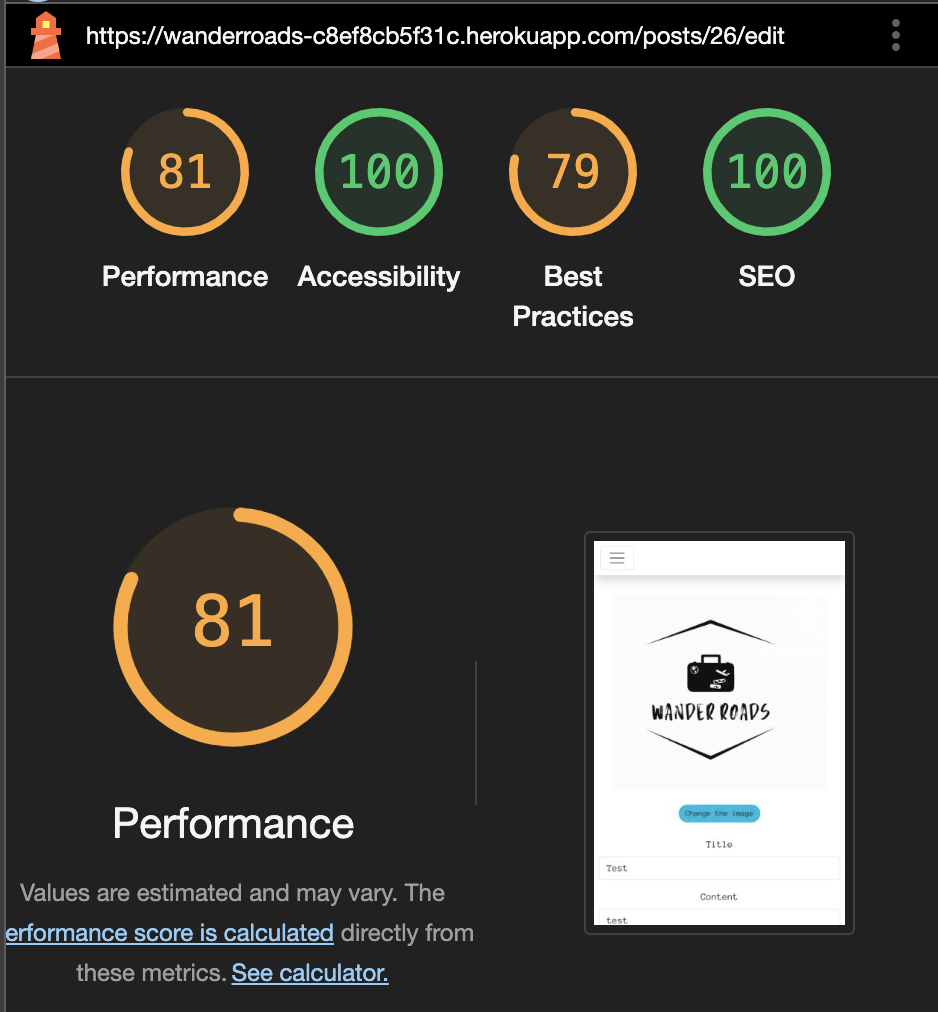 https://wanderroads-c8ef8cb5f31c.herokuapp.com/posts/26/edit
81
100
79
100
Performance
Accessibility
Best
Practices
SEO
81
Performance
Values are estimated and may vary. The
erformance score is calculated directly from
these metrics. See calculator.
WANDER ROADS
Change the image
Title
Test
Content
test